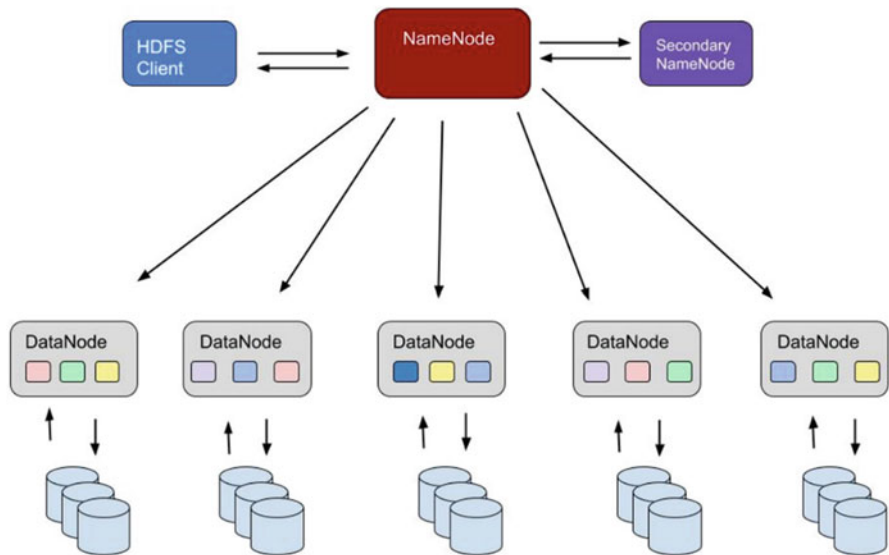 HDFS
Client
NameNode
Secondary
NameNode
DataNode
DataNode
DataNode
DataNode
DataNode